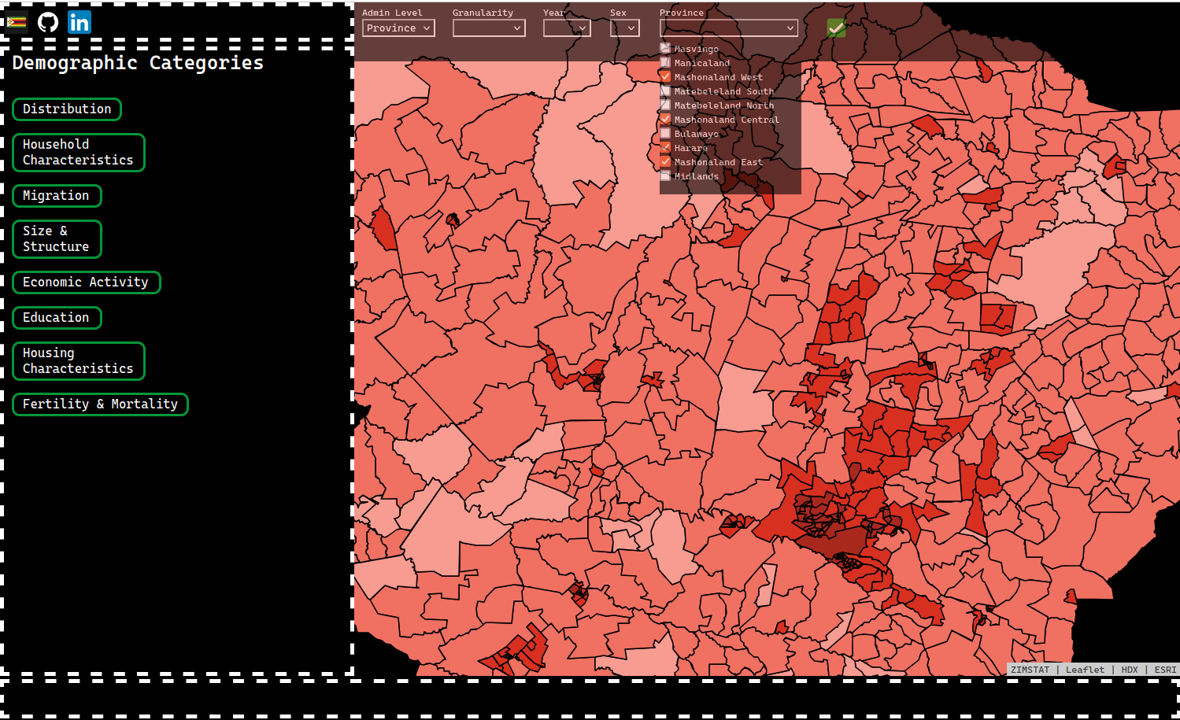 in
Admin Level
Granularity
Year
Sex
Province
Province
Masvingo
Manicaland
Mashonaland West
Matebeleland South
Matebeleland North
Mashonaland Central
Bulawayo
Harare
Mashonaland East
Midlands
Demographic Categories
Distribution
Household
Characteristics
Migration
Size &
Structure
Economic Activity
Education
Housing
Characteristics
Fertility & Mortality
ZIMSTAT | Leaflet | HDX | ESRI